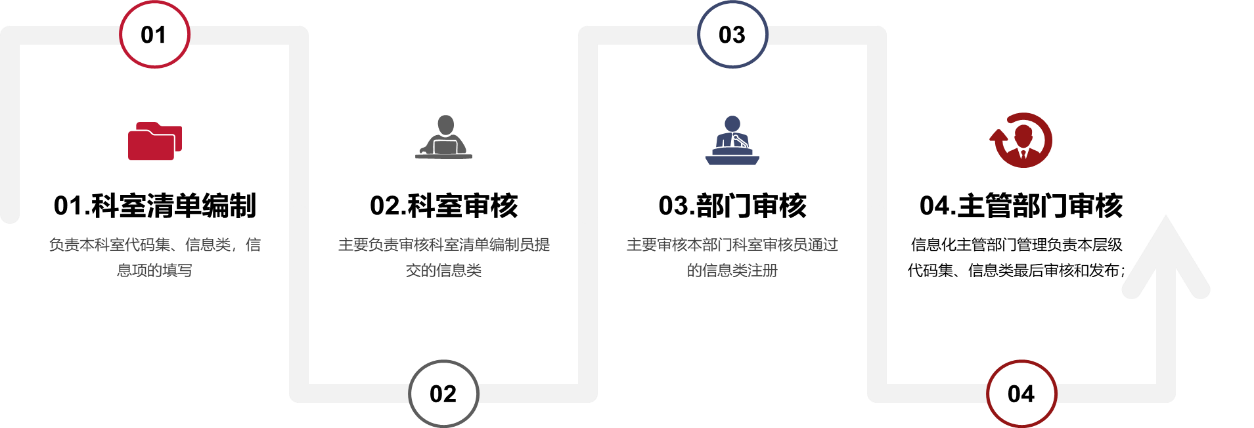 01
01.科室清单编制
负责本科室代码集、信息类，信
息项的填写
02.科室审核
主要负责审核科室清单编制员提
交的信息类
02
03
03.部门审核
主要审核本部门科室审核员通过
的信息类注册
04.主管部门审核
信息化主管部门管理负责本层级
代码集、信息类最后审核和发布；
04